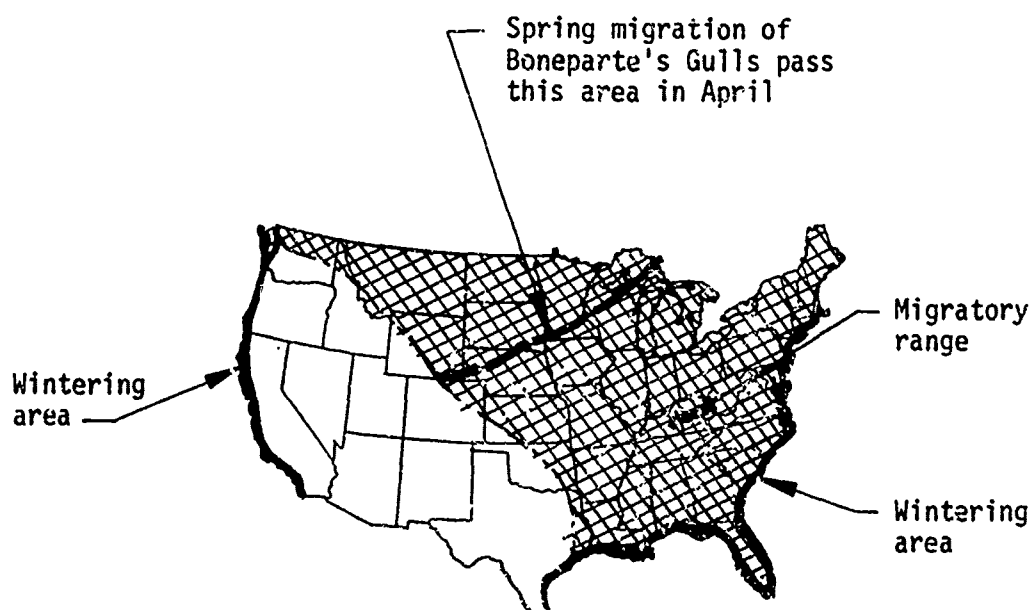 Spring migration of
Boneparte's Gulls pass
this area in April
Migratory
range
Wintering
area
Wintering
area